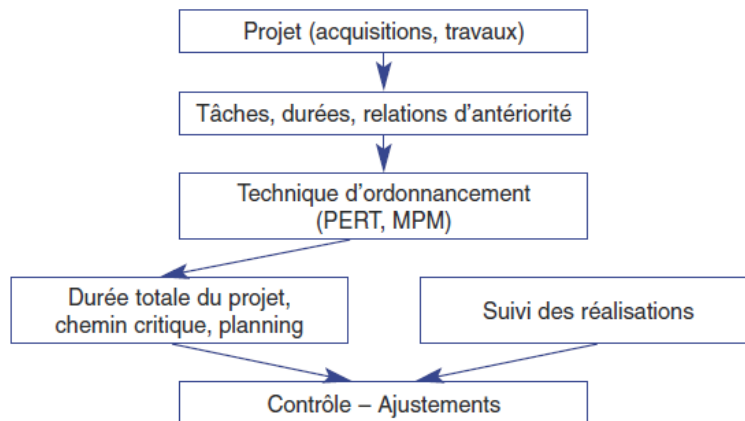 Projet (acquisitions, travaux)
Tâches, durées, relations d'antériorité
Technique d'ordonnancement
(PERT, MPM)
Durée totale du projet,
chemin critique, planning
Suivi des réalisations
Contrôle – Ajustements